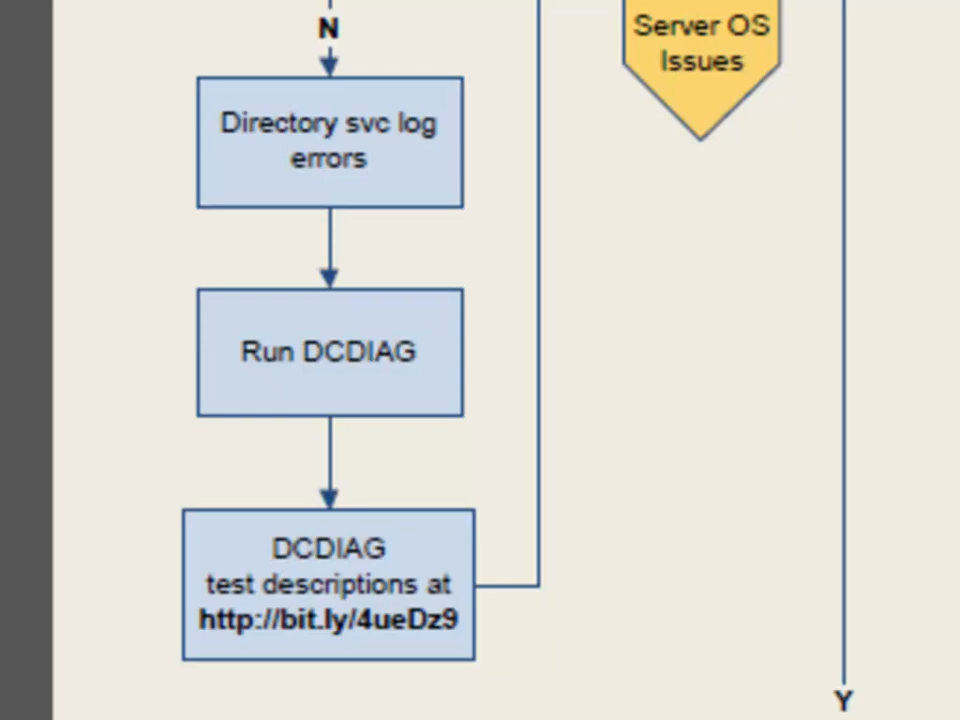 N
Server OS
Issues
Directory svc log
errors
Run DCDIAG
DCDIAG
test descriptions at
http://bit.ly/4ueDz9
Y